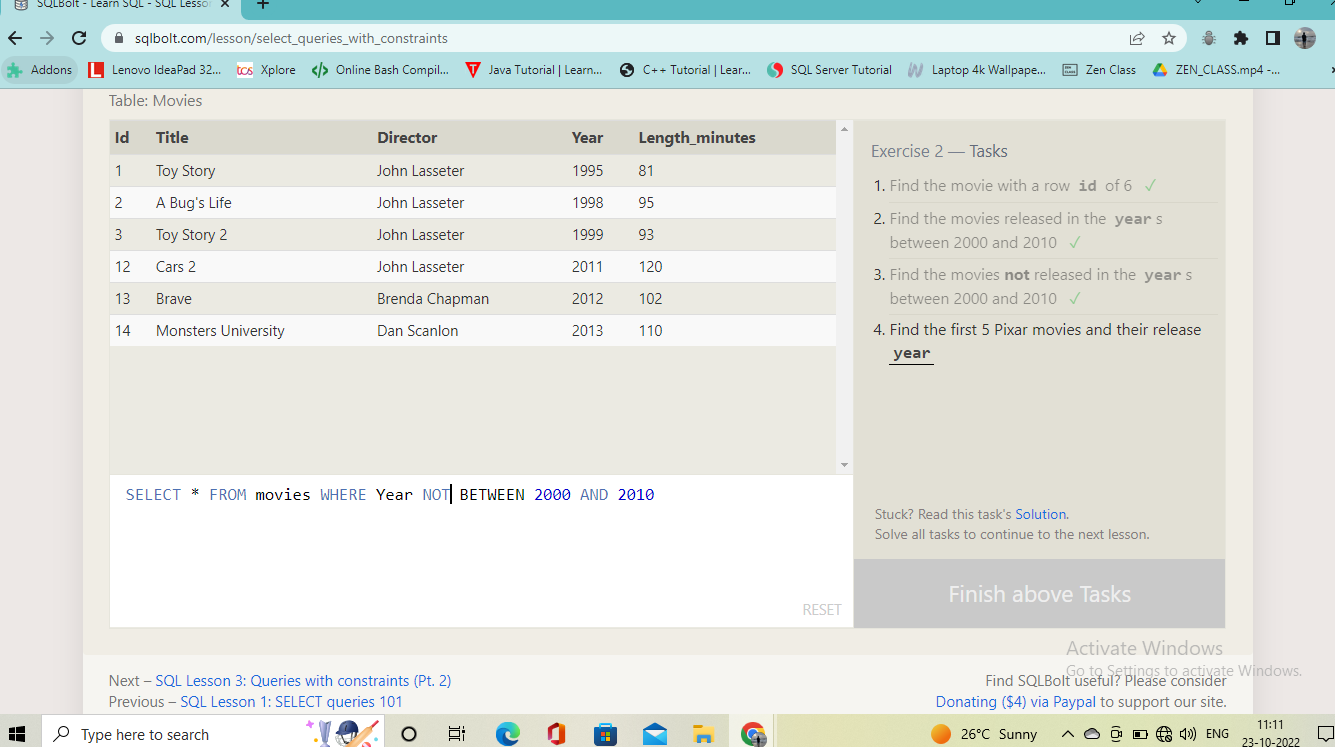 SQLBolt - Learn SQL - SQL Lesso
sqlbolt.com/lesson/select_queries_with_constraints
Addons Lenovo IdeaPad 32... tcs Xplore Online Bash Compil... Java Tutorial | Learn... C++ Tutorial | Lear... SQL Server Tutorial Laptop 4k Wallpape... Zen Class ZEN_CLASS.mp4 -...
Table: Movies
Id Title Director Year Length_minutes
1 Toy Story John Lasseter 1995 81
2 A Bug's Life John Lasseter 1998 95
3 Toy Story 2 John Lasseter 1999 93
12 Cars 2 John Lasseter 2011 120
13 Brave Brenda Chapman 2012 102
14 Monsters University Dan Scanlon 2013 110
SELECT * FROM movies WHERE Year NOT BETWEEN 2000 AND 2010
RESET
Exercise 2 — Tasks
1. Find the movie with a row id of 6 ✓
2. Find the movies released in the year s
between 2000 and 2010 ✓
3. Find the movies not released in the year s
between 2000 and 2010 ✓
4. Find the first 5 Pixar movies and their release
year
Stuck? Read this task's Solution.
Solve all tasks to continue to the next lesson.
Finish above Tasks
Activate Windows
Go to Settings to activate Windows.
Next – SQL Lesson 3: Queries with constraints (Pt. 2)
Previous – SQL Lesson 1: SELECT queries 101
Find SQLBolt useful? Please consider
Donating ($4) via Paypal to support our site.
Type here to search
26°C Sunny
ENG
11:11
23-10-2022